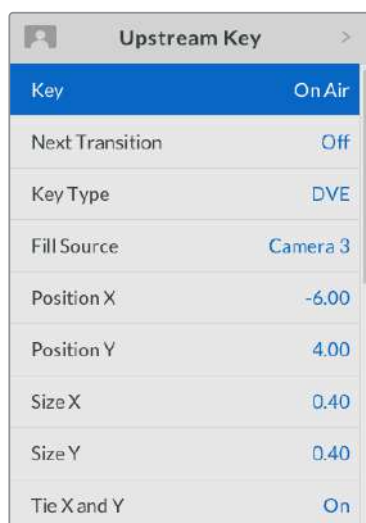 Upstream Key >
Key On Air
Next Transition Off
Key Type DVE
Fill Source Camera 3
Position X -6.00
Position Y 4.00
Size X 0.40
Size Y 0.40
Tie X and Y On